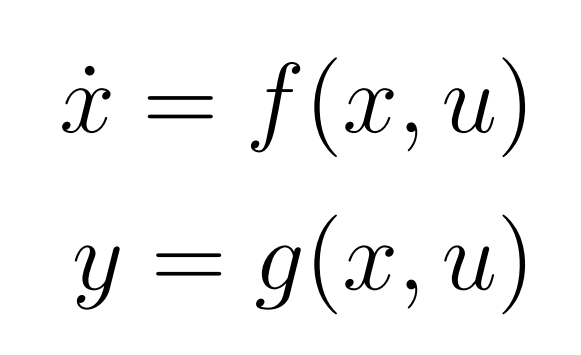 ẋ = f(x, u)
y = g(x, u)